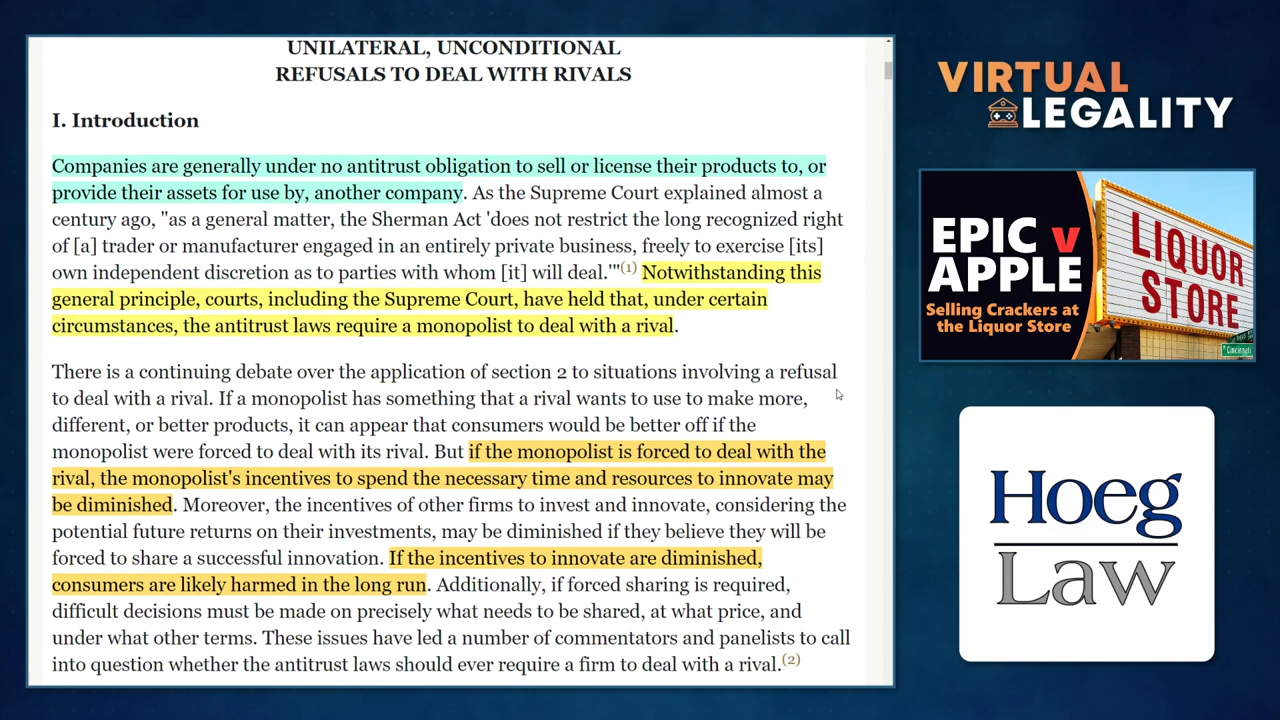 UNILATERAL, UNCONDITIONAL
REFUSALS TO DEAL WITH RIVALS
I. Introduction
Companies are generally under no antitrust obligation to sell or license their products to, or
provide their assets for use by, another company. As the Supreme Court explained almost a
century ago, "as a general matter, the Sherman Act 'does not restrict the long recognized right
of [a] trader or manufacturer engaged in an entirely private business, freely to exercise [its]
own independent discretion as to parties with whom [it] will deal.'"(1) Notwithstanding this
general principle, courts, including the Supreme Court, have held that, under certain
circumstances, the antitrust laws require a monopolist to deal with a rival.
There is a continuing debate over the application of section 2 to situations involving a refusal
to deal with a rival. If a monopolist has something that a rival wants to use to make more,
different, or better products, it can appear that consumers would be better off if the
monopolist were forced to deal with its rival. But if the monopolist is forced to deal with the
rival, the monopolist's incentives to spend the necessary time and resources to innovate may
be diminished. Moreover, the incentives of other firms to invest and innovate, considering the
potential future returns on their investments, may be diminished if they believe they will be
forced to share a successful innovation. If the incentives to innovate are diminished,
consumers are likely harmed in the long run. Additionally, if forced sharing is required,
difficult decisions must be made on precisely what needs to be shared, at what price, and
under what other terms. These issues have led a number of commentators and panelists to call
into question whether the antitrust laws should ever require a firm to deal with a rival.(2)
VIRTUAL
LEGALITY
EPIC v
APPLE
Selling Crackers at
the Liquor Store
LIQUOR
STORE
Cincinnati
Hoeg
Law